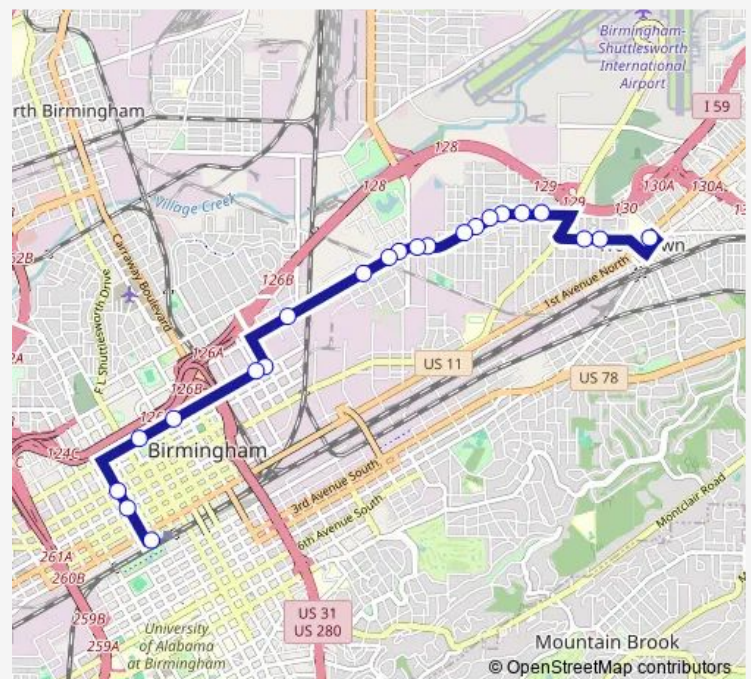 Birmingham-
Shuttlesworth
International
Airport
I 59
rth Birmingham
128
129
129
130
130A
130A
128
Village Creek
Carraway Boulevard
F L Shuttlesworth Drive
62B
126B
1st Avenue North
126A
126B
US 11
US 78
124C
Birmingham
3rd Avenue South
6th Avenue South
Montclair Road
261A
260B
259B
259A
US 31
US 280
University
of Alabama
at Birmingham
Mountain Brook
© OpenStreetMap contributors